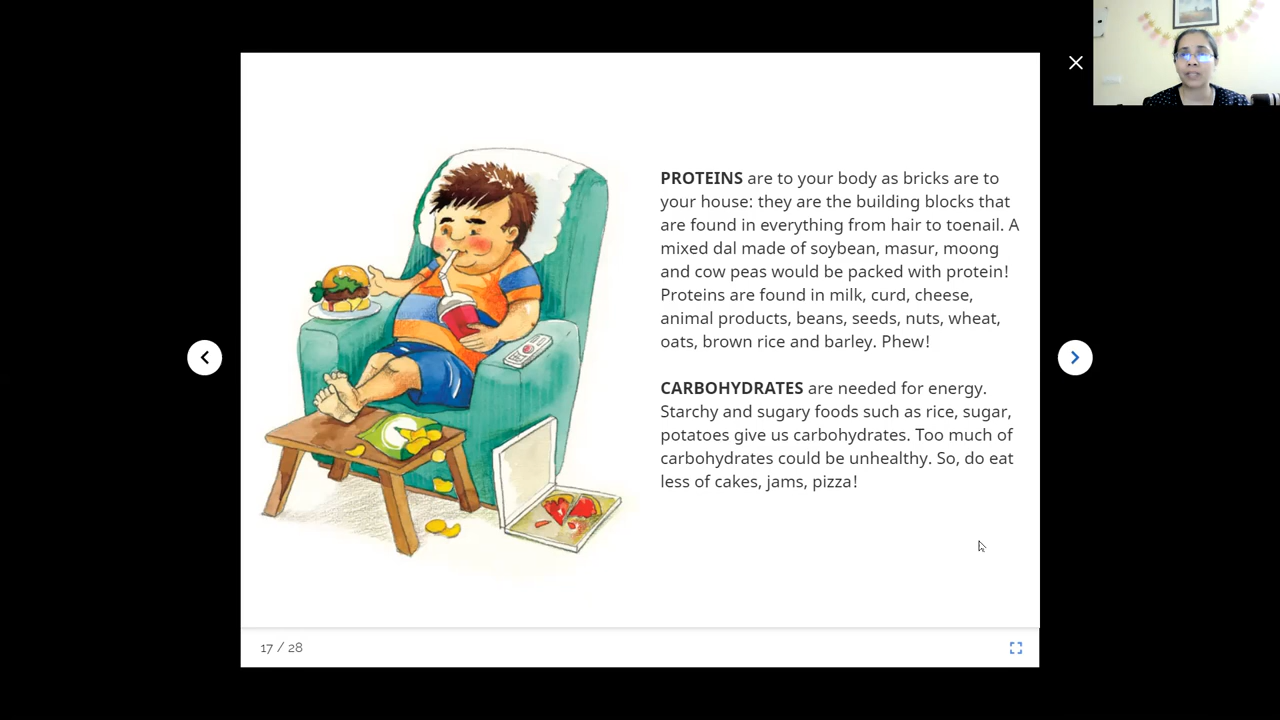 PROTEINS are to your body as bricks are to
your house: they are the building blocks that
are found in everything from hair to toenail. A
mixed dal made of soybean, masur, moong
and cow peas would be packed with protein!
Proteins are found in milk, curd, cheese,
animal products, beans, seeds, nuts, wheat,
oats, brown rice and barley. Phew!
CARBOHYDRATES are needed for energy.
Starchy and sugary foods such as rice, sugar,
potatoes give us carbohydrates. Too much of
carbohydrates could be unhealthy. So, do eat
less of cakes, jams, pizza!
17 / 28